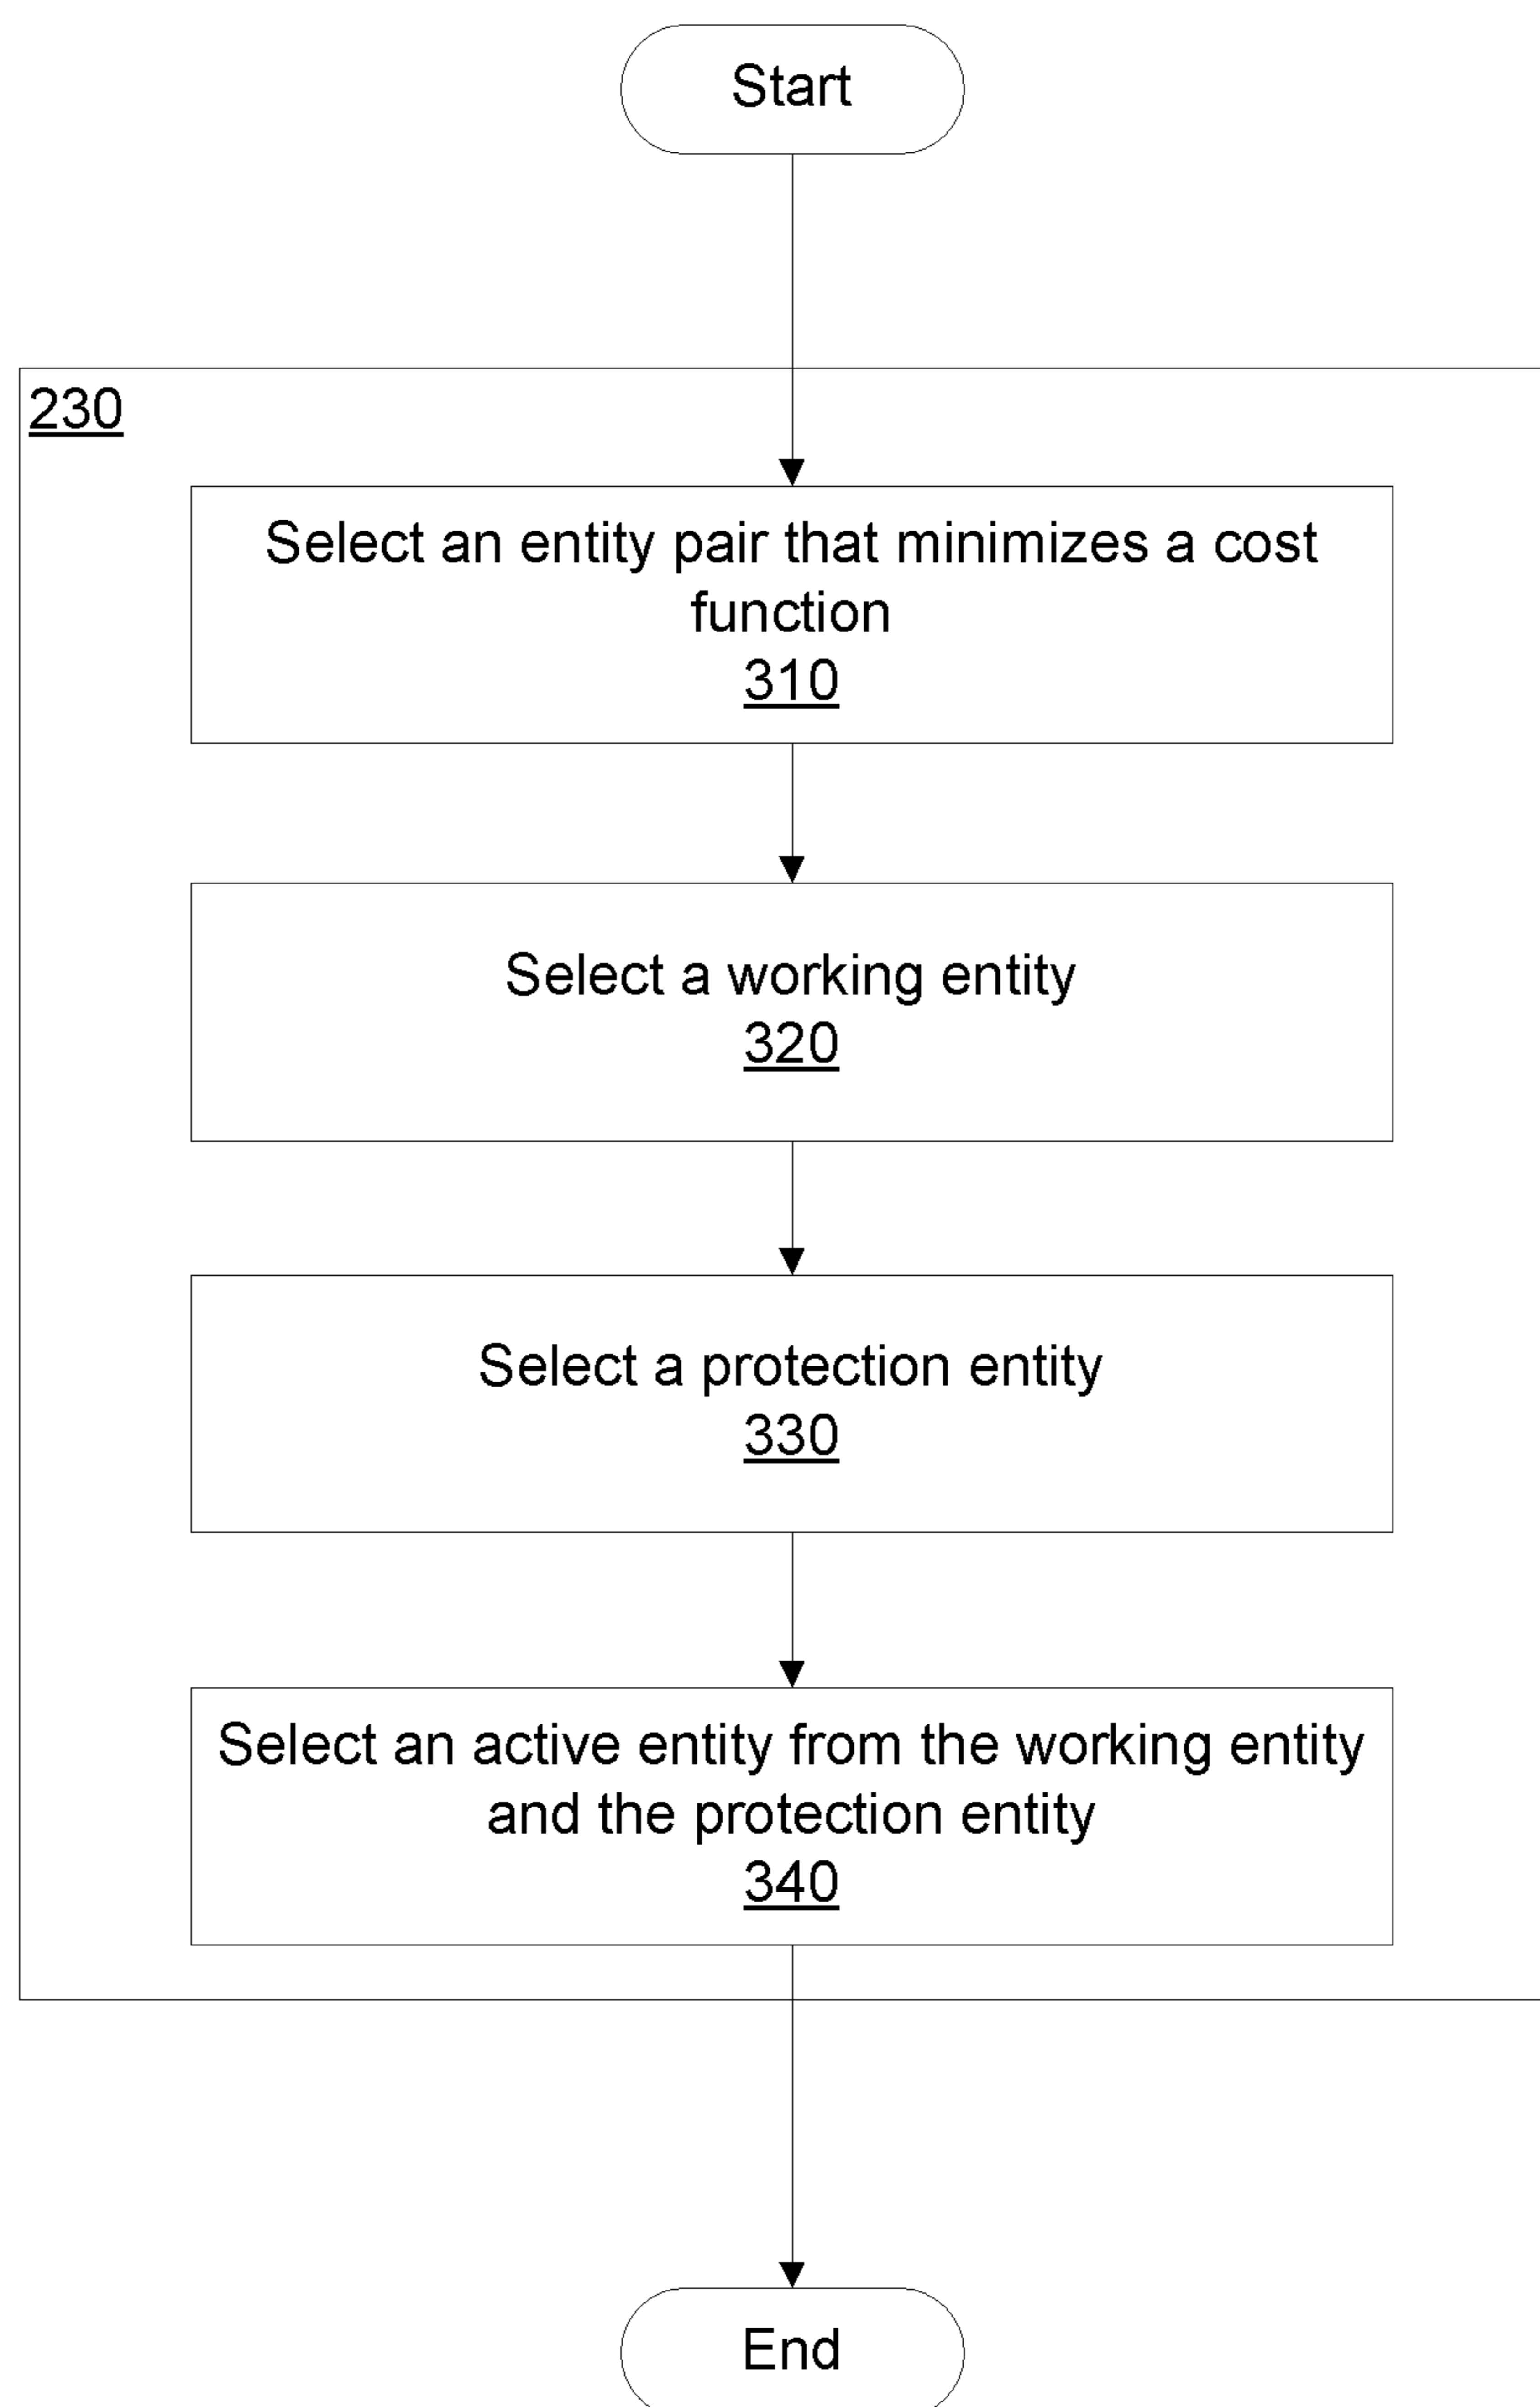 Start
230
Select an entity pair that minimizes a cost
function
310
Select a working entity
320
Select a protection entity
330
Select an active entity from the working entity
and the protection entity
340
End